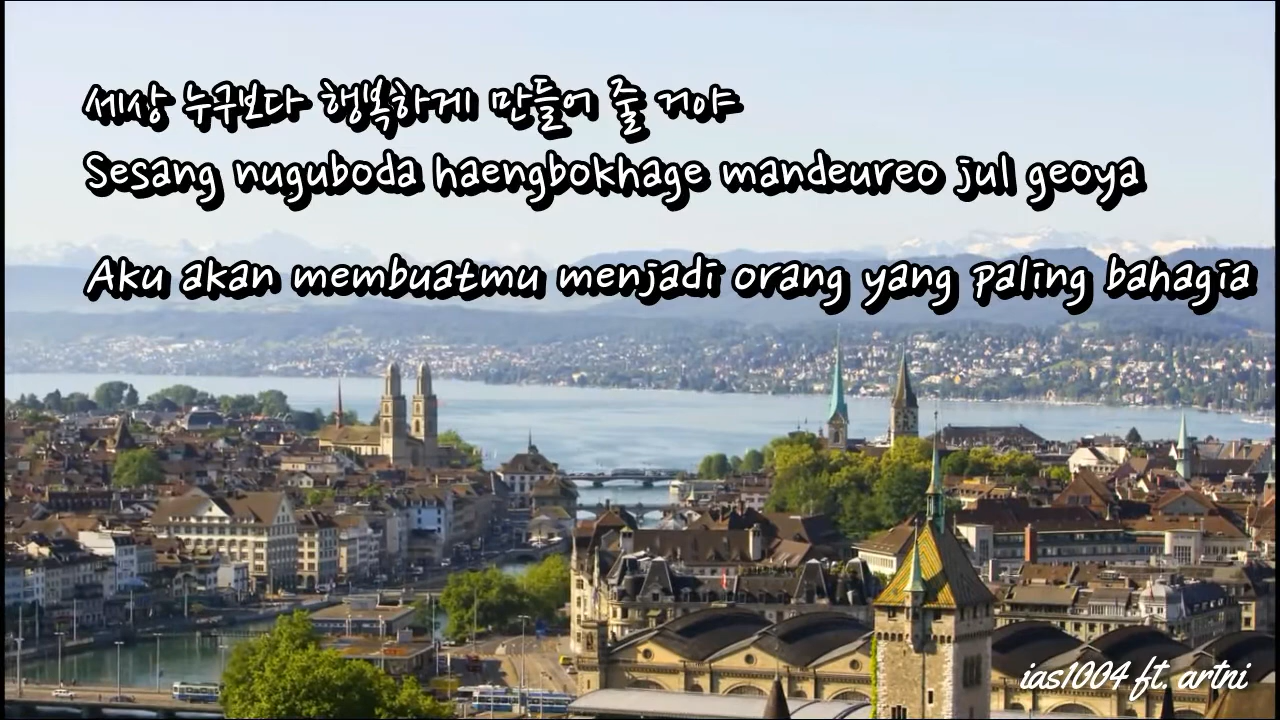 세상 누구보다 행복하게 만들어 줄 거야
Sesang nuguboda haengbokhage mandeureo jul geoya
Aku akan membuatmu menjadi orang yang paling bahagia
ias1004 ft. artni